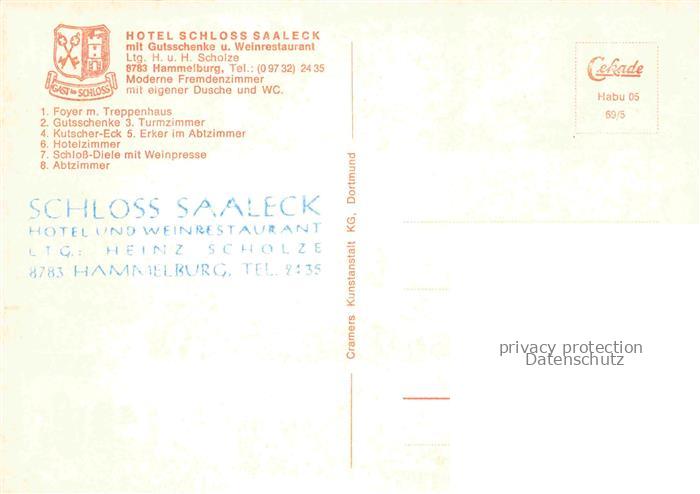 HOTEL SCHLOSS SAALECK
mit Gutsschenke u. Weinrestaurant
Ltg. H. u. H. Scholze
8783 Hammelburg, Tel.: (0 97 32) 24 35
Moderne Fremdenzimmer
mit eigener Dusche und WC.
GAST im SCHLOSS
1. Foyer m. Treppenhaus
2. Gutsschenke 3. Turmzimmer
4. Kutscher-Eck 5. Erker im Abtzimmer
6. Hotelzimmer
7. Schloß-Diele mit Weinpresse
8. Abtzimmer
SCHLOSS SAALECK
HOTEL UND WEINRESTAURANT
LTG.: HEINZ SCHOLZE
8783 HAMMELBURG, TEL. 2435
Cramers Kunstanstalt KG, Dortmund
Cekade
Habu 05
69/5
privacy protection
Datenschutz